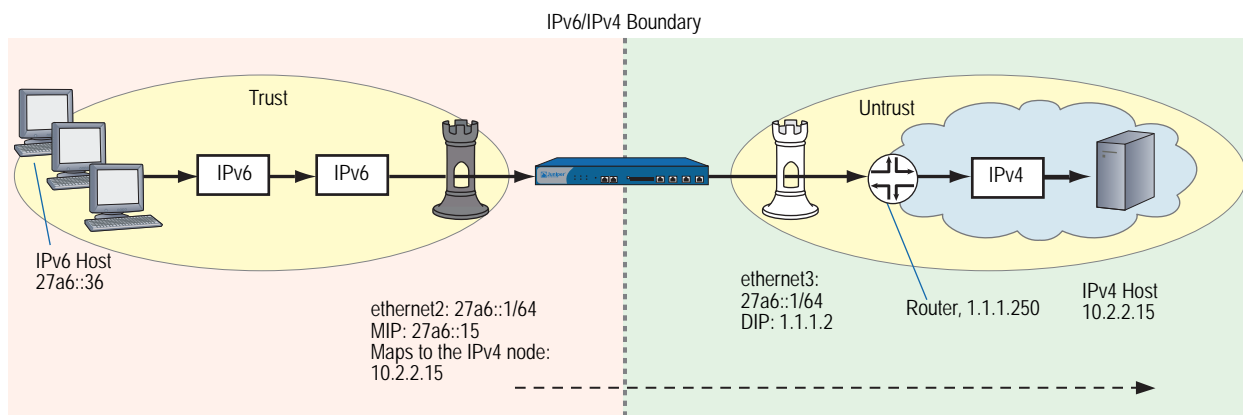 IPv6/IPv4 Boundary
Trust
Untrust
IPv6
IPv6
IPv4
Juniper
IPv6 Host
27a6::36
ethernet2: 27a6::1/64
MIP: 27a6::15
Maps to the IPv4 node:
10.2.2.15
ethernet3:
27a6::1/64
DIP: 1.1.1.2
Router, 1.1.1.250
IPv4 Host
10.2.2.15